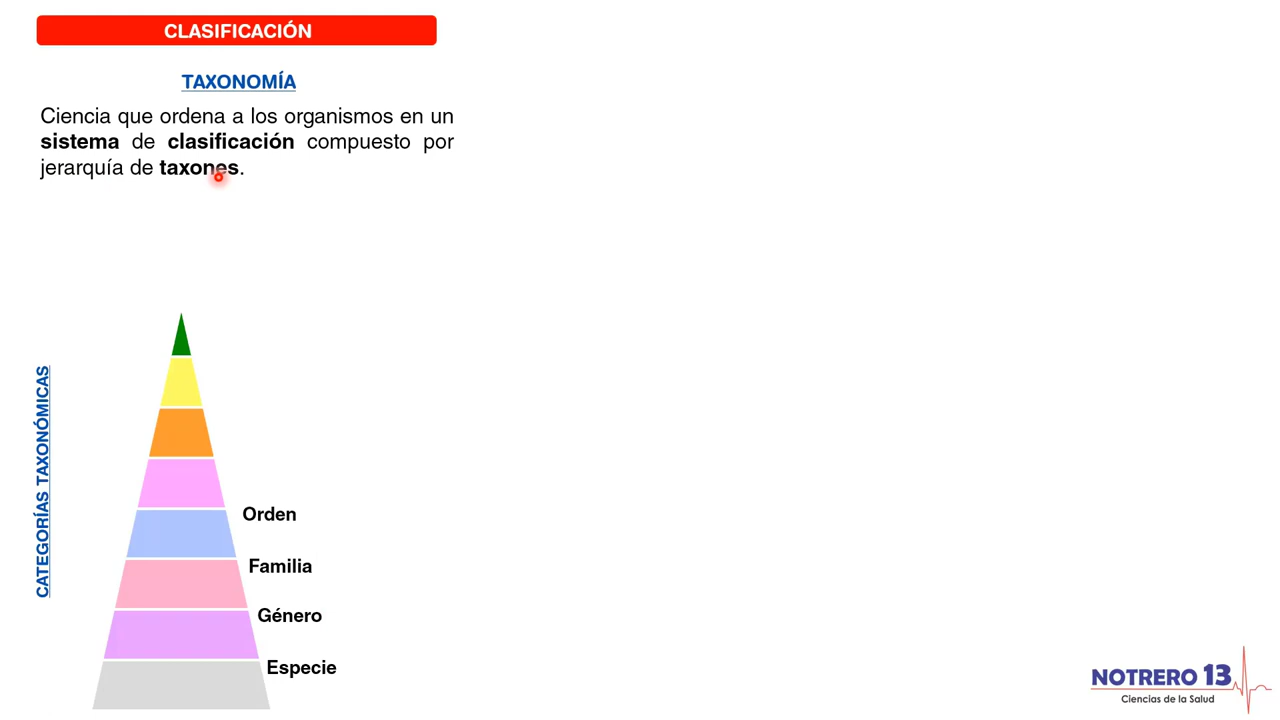 CLASIFICACIÓN
TAXONOMÍA
Ciencia que ordena a los organismos en un
sistema de clasificación compuesto por
jerarquía de taxones.
CATEGORÍAS TAXONÓMICAS
Orden
Familia
Género
Especie
NOTRERO 13
Ciencias de la Salud